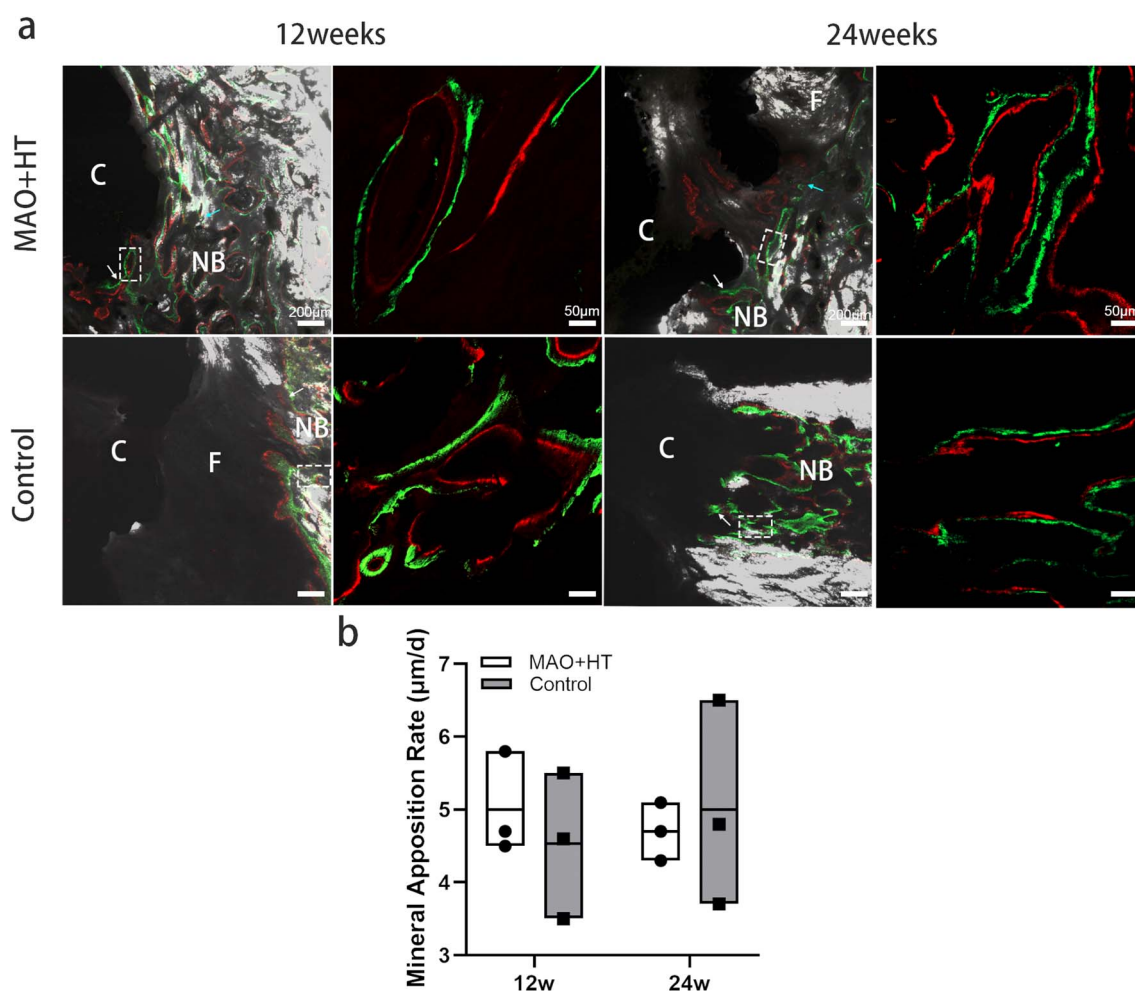 a
12weeks
24weeks
MAO+HT
C
NB
200μm
50μm
F
C
NB
200μm
50μm
Control
C
F
NB
C
NB
b
Mineral Apposition Rate (μm/d)
MAO+HT
Control
7
6
5
4
3
12w
24w